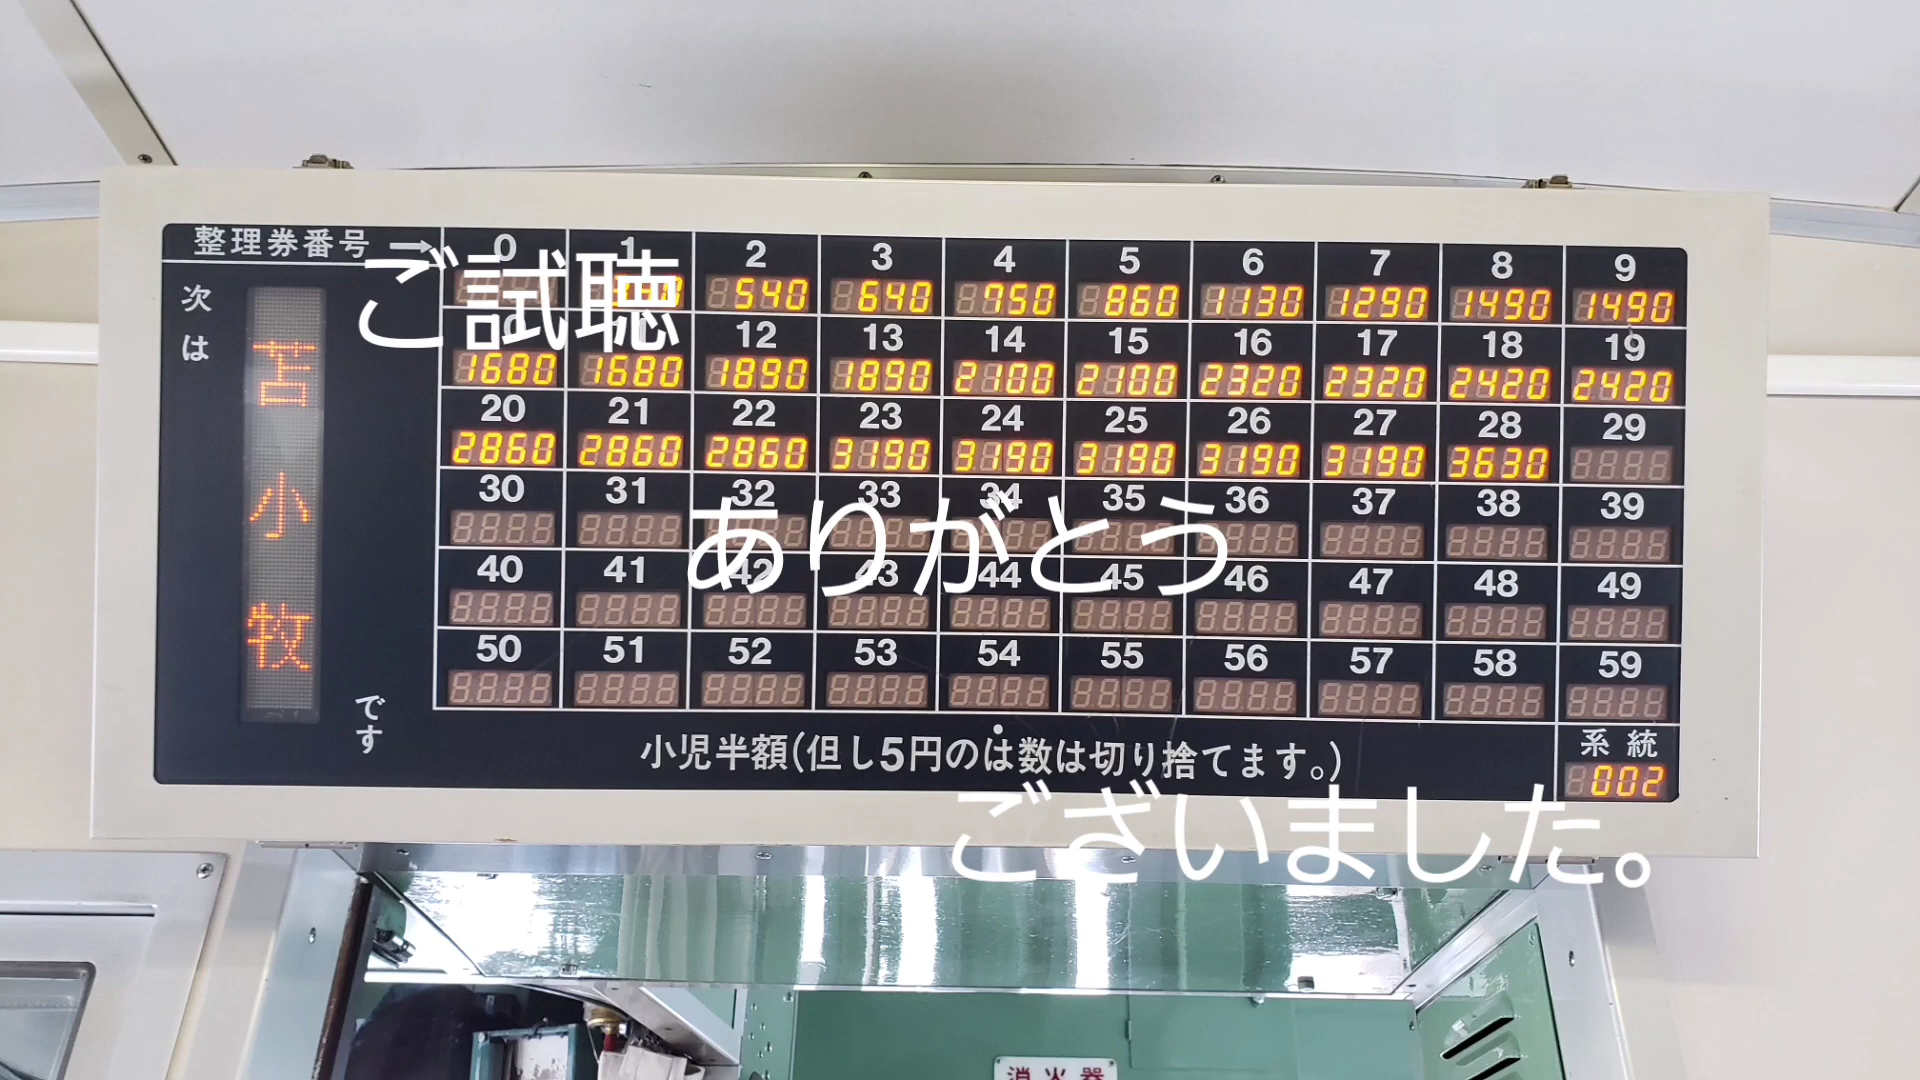 整理券番号 → 0 1 2 3 4 5 6 7 8 9
540 640 750 860 1130 1290 1490 1490
12 13 14 15 16 17 18 19
1680 1680 1890 1890 2100 2100 2320 2320 2420 2420
20 21 22 23 24 25 26 27 28 29
2860 2860 2860 3190 3190 3190 3190 3190 3630
30 31 32 33 34 35 36 37 38 39
40 41 42 43 44 45 46 47 48 49
50 51 52 53 54 55 56 57 58 59
次は
苫小牧
です
小児半額(但し5円のは数は切り捨てます。)
系統
002
ご試聴
ありがとう
ございました。
消火器